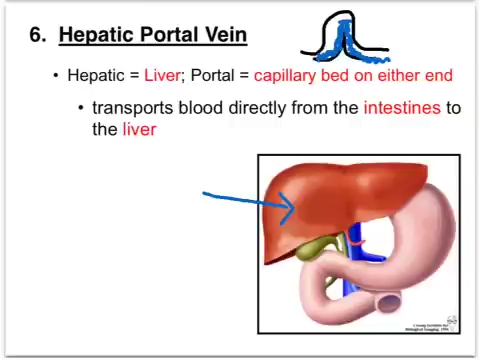 6. Hepatic Portal Vein
• Hepatic = Liver; Portal = capillary bed on either end
• transports blood directly from the intestines to
the liver